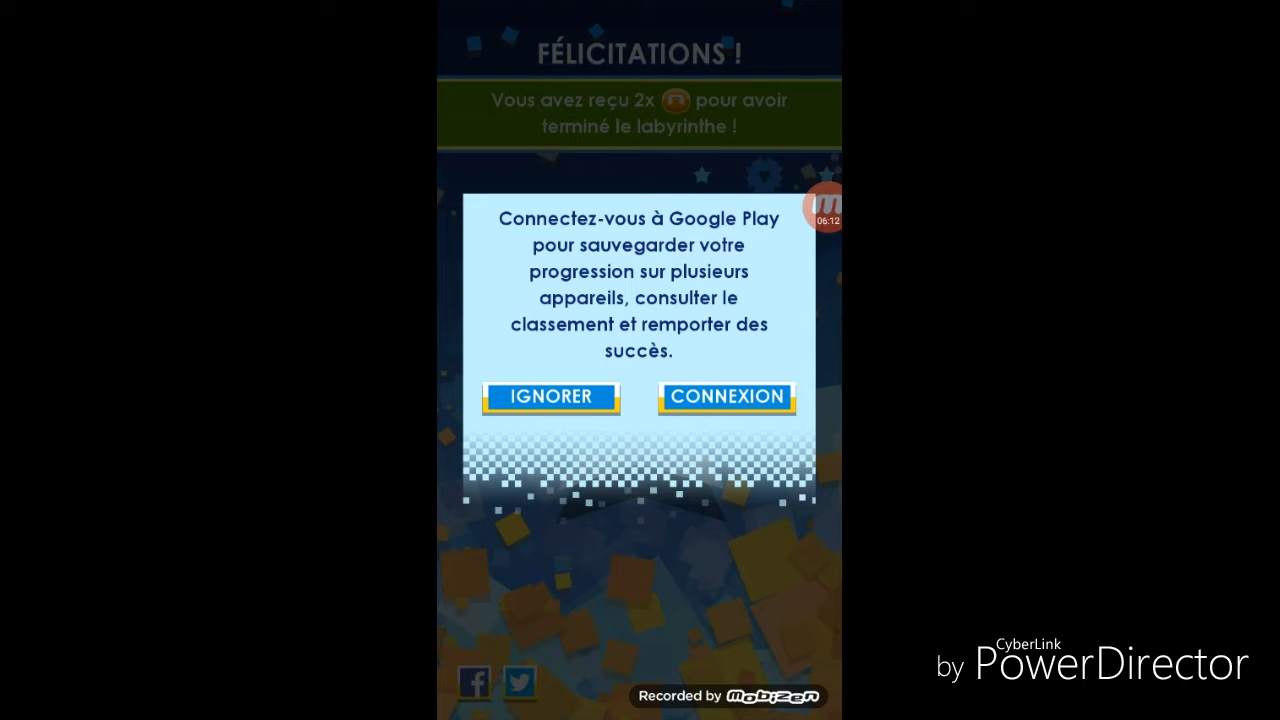 FÉLICITATIONS !
Vous avez reçu 2x pour avoir
terminé le labyrinthe !
Connectez-vous à Google Play
pour sauvegarder votre
progression sur plusieurs
appareils, consulter le
classement et remporter des
succès.
IGNORER
CONNEXION
06:12
Recorded by mobizen
CyberLink
by PowerDirector